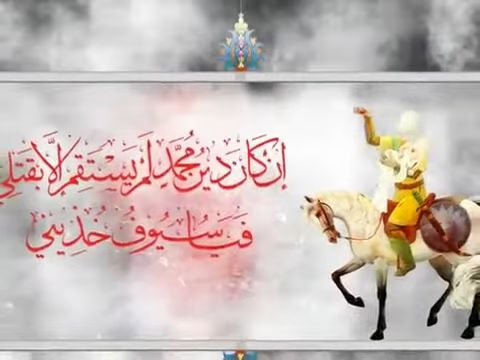 إن كان دين محمد لم يستقم إلا بقتلي
فيا سيوف خذيني